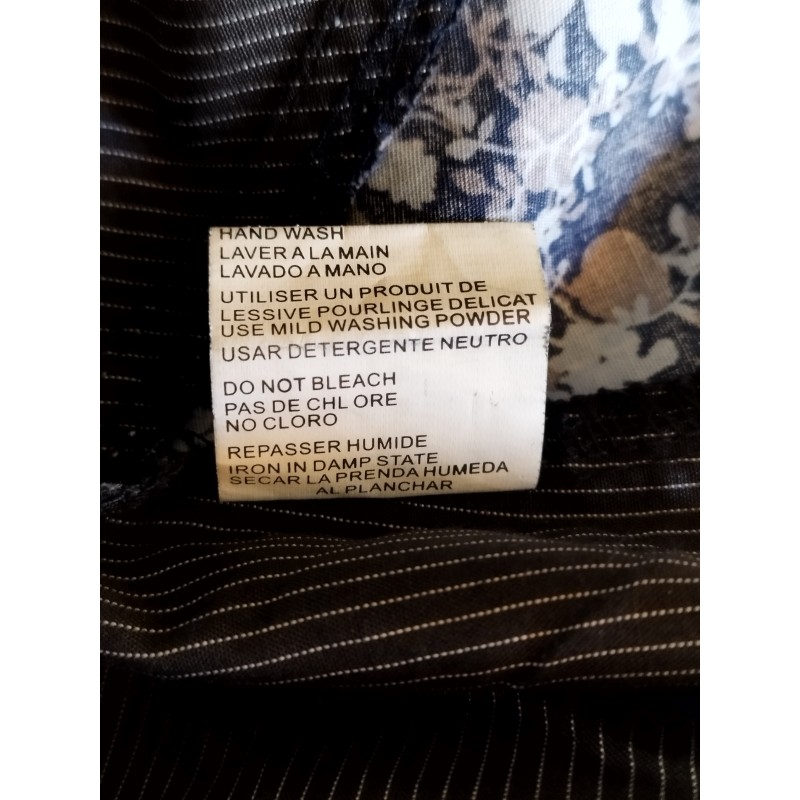 HAND WASH
LAVER A LA MAIN
LAVADO A MANO
UTILISER UN PRODUIT DE
LESSIVE POURLINGE DELICAT
USE MILD WASHING POWDER
USAR DETERGENTE NEUTRO
DO NOT BLEACH
PAS DE CHL ORE
NO CLORO
REPASSER HUMIDE
IRON IN DAMP STATE
SECAR LA PRENDA HUMEDA
AL PLANCHAR